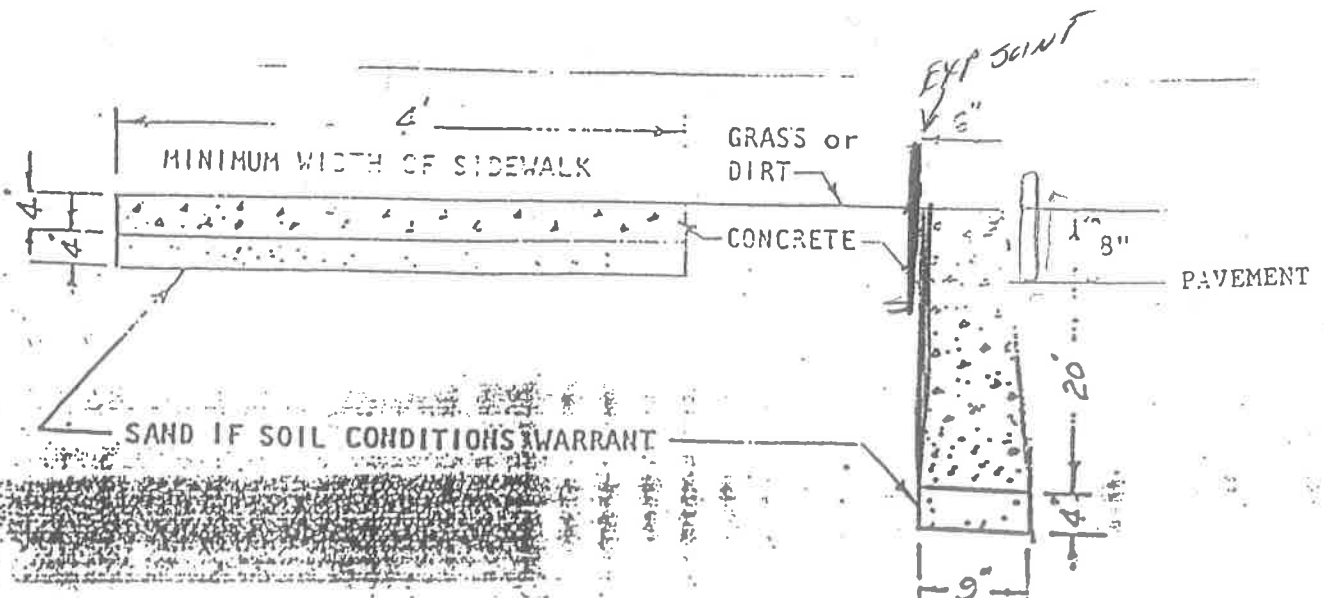 EXP JOINT
6"
4'
GRASS or
DIRT
MINIMUM WIDTH OF SIDEWALK
4"
4"
CONCRETE
8"
PAVEMENT
20"
SAND IF SOIL CONDITIONS WARRANT
4"
9"